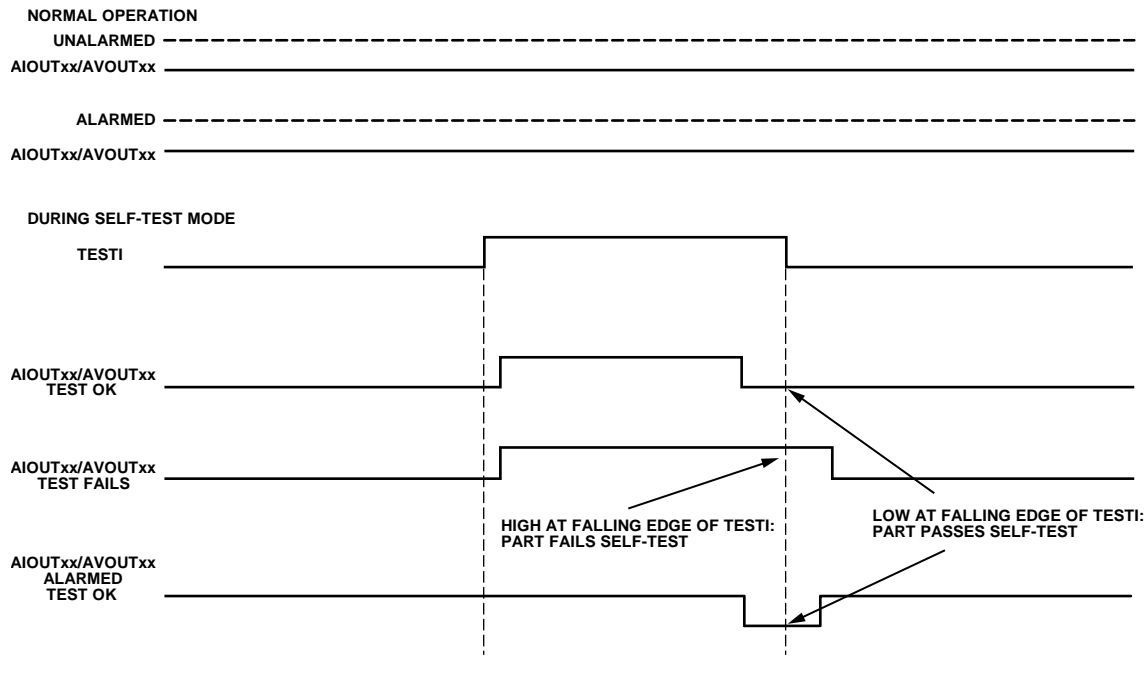 NORMAL OPERATION
UNALARMED
AIOUTxx/AVOUTxx
ALARMED
AIOUTxx/AVOUTxx
DURING SELF-TEST MODE
TESTI
AIOUTxx/AVOUTxx
TEST OK
AIOUTxx/AVOUTxx
TEST FAILS
HIGH AT FALLING EDGE OF TESTI:
PART FAILS SELF-TEST
LOW AT FALLING EDGE OF TESTI:
PART PASSES SELF-TEST
AIOUTxx/AVOUTxx
ALARMED
TEST OK